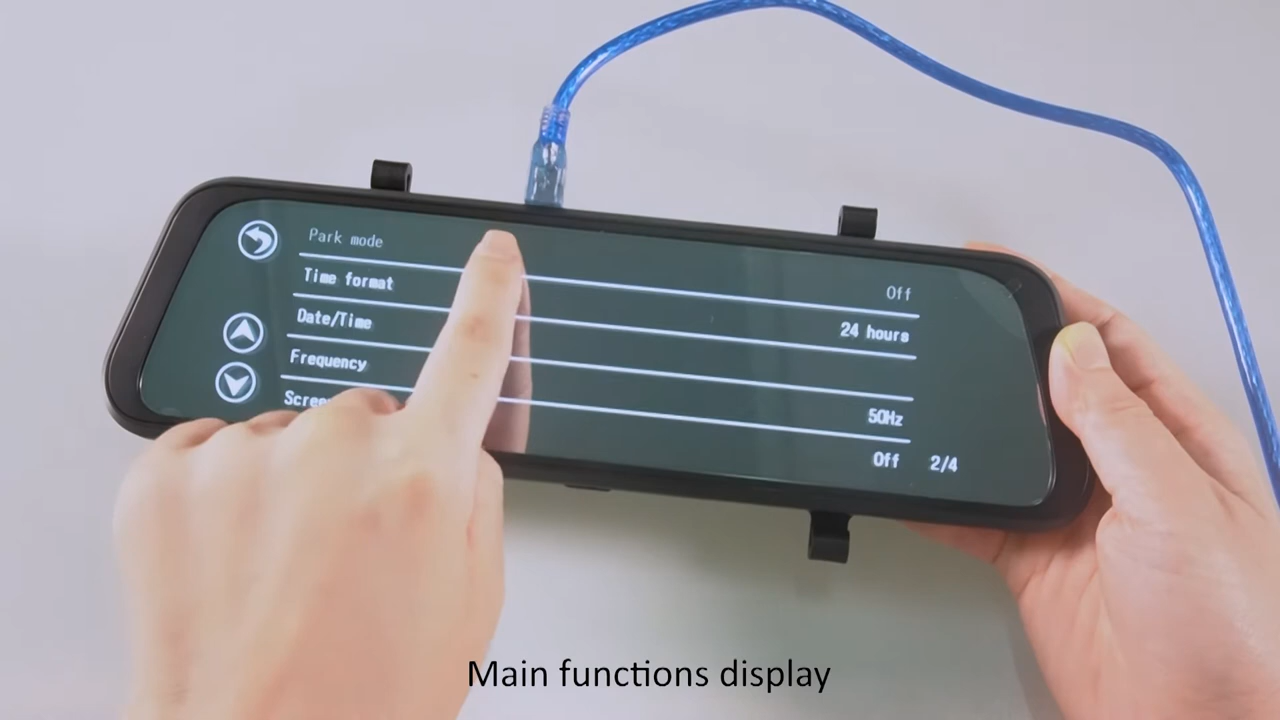 Park mode
Off
Time format
24 hours
Date/Time
Frequency
50Hz
Off 2/4
Main functions display